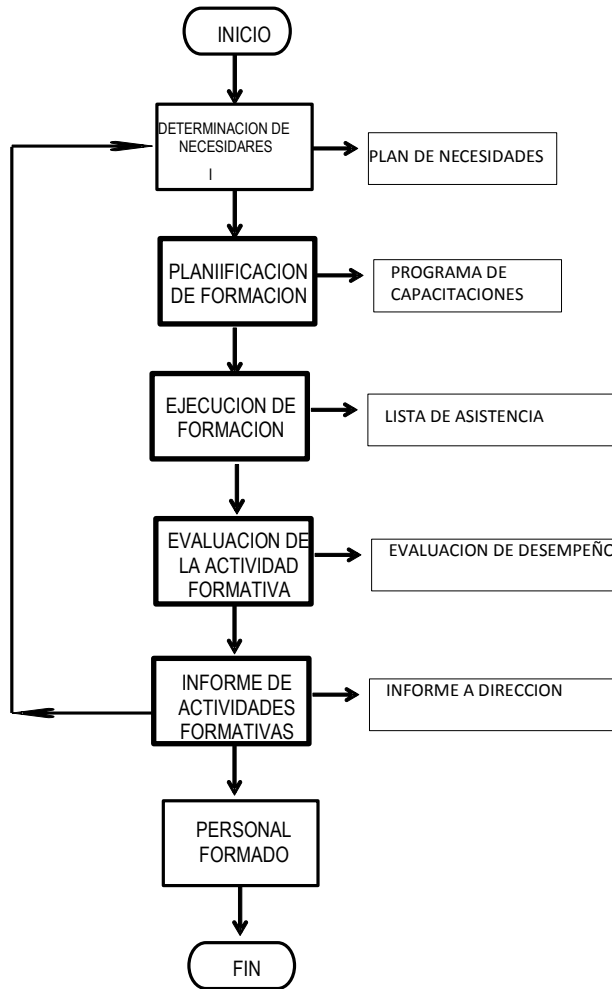 INICIO
DETERMINACION DE
NECESIDARES
I
PLAN DE NECESIDADES
PLANIIFICACION
DE FORMACION
PROGRAMA DE
CAPACITACIONES
EJECUCION DE
FORMACION
LISTA DE ASISTENCIA
EVALUACION DE
LA ACTIVIDAD
FORMATIVA
EVALUACION DE DESEMPEÑO
INFORME DE
ACTIVIDADES
FORMATIVAS
INFORME A DIRECCION
PERSONAL
FORMADO
FIN